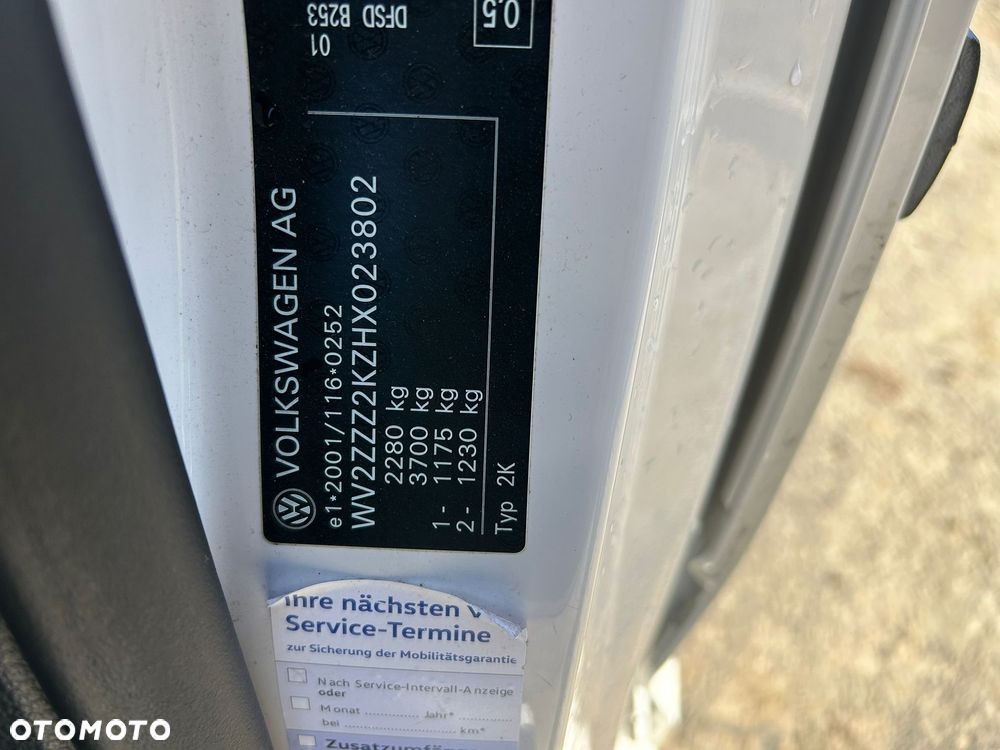 VOLKSWAGEN AG
e1*2001/116*0252
WV2ZZZ2KZHX023802
2280 kg
3700 kg
1- 1175 kg
2- 1230 kg
Typ 2K
01
DFSD B253
0,5
Ihre nächsten
Service-Termine
zur Sicherung der Mobilitätsgarantie
Nach Service-Intervall-Anzeige
oder
Monat ............ Jahr* ............
bei ........................ km*
OTOMOTO